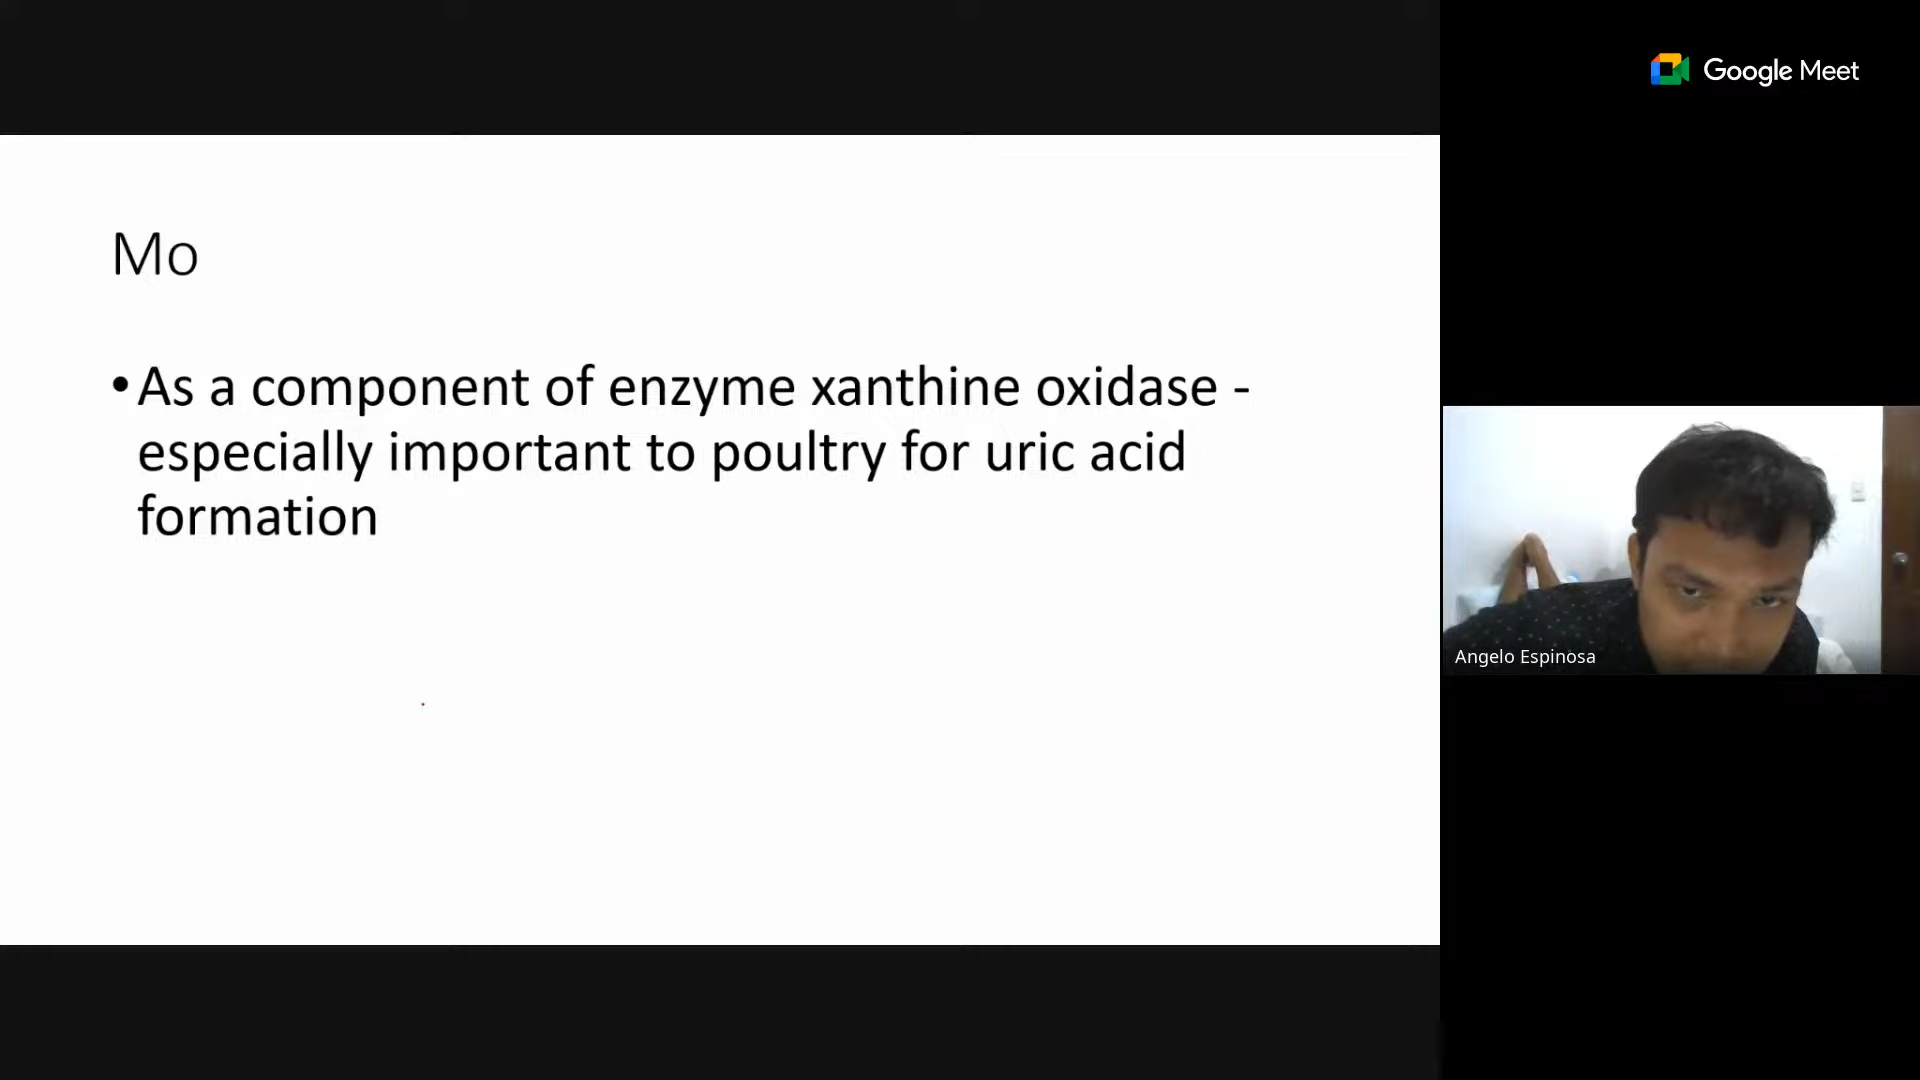 Google Meet
Mo
•As a component of enzyme xanthine oxidase -
especially important to poultry for uric acid
formation
Angelo Espinosa